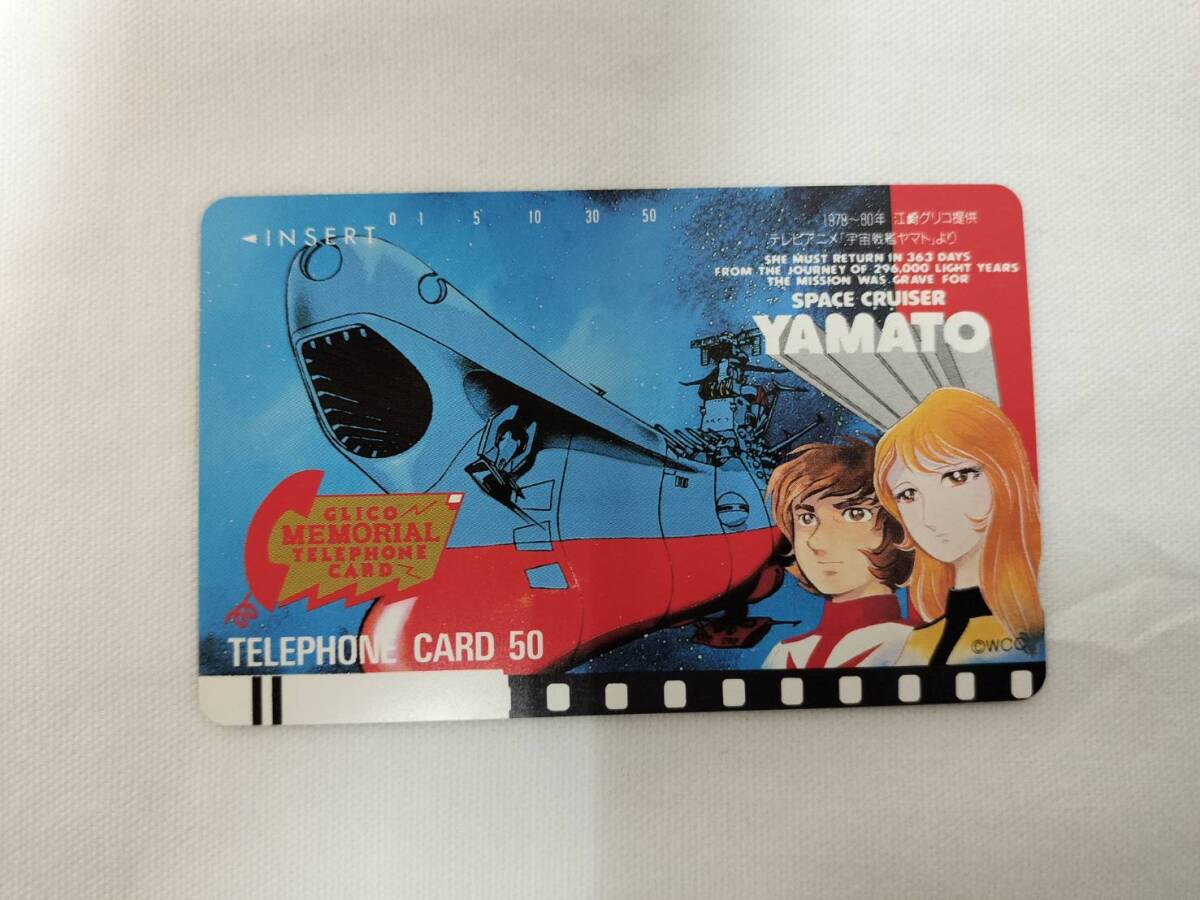 0 1 5 10 30 50
◄INSERT
1978~80年 江崎グリコ提供
テレビアニメ「宇宙戦艦ヤマト」より
SHE MUST RETURN IN 363 DAYS
FROM THE JOURNEY OF 296,000 LIGHT YEARS
THE MISSION WAS GRAVE FOR
SPACE CRUISER
YAMATO
GLICO
MEMORIAL
TELEPHONE
CARD
TELEPHONE CARD 50
©WCC